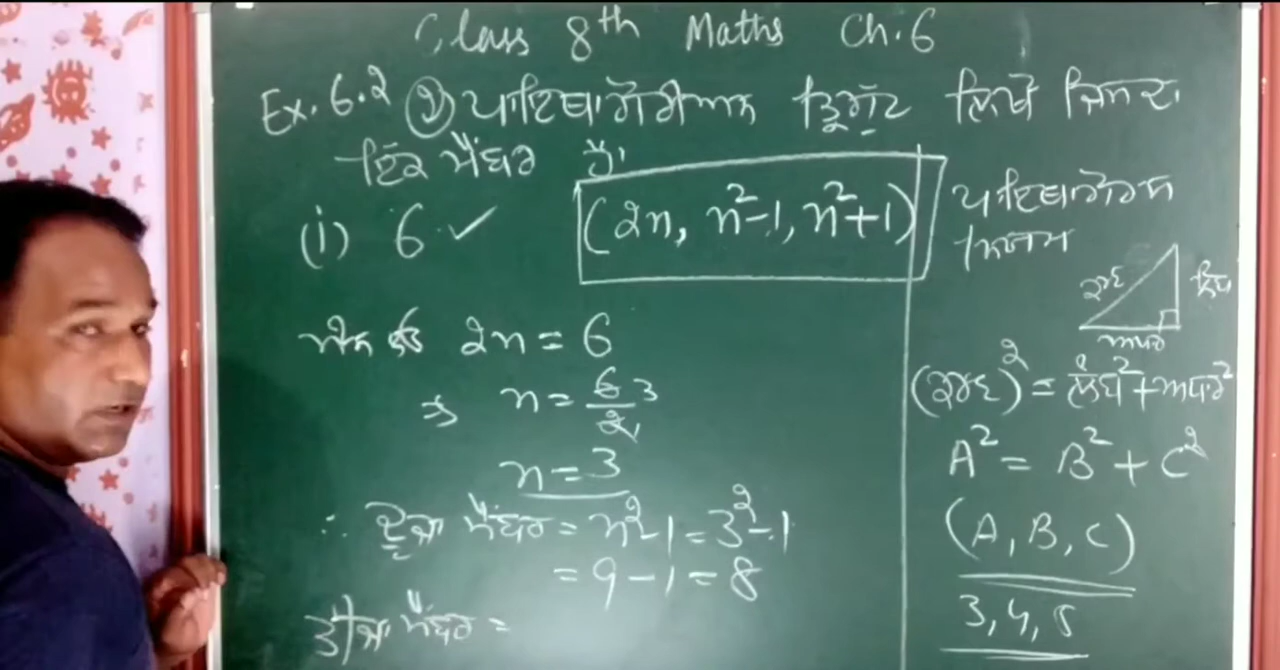 Class 8th Maths Ch.6
Ex. 6.2 (2) ਪਾਇਥਾਗੋਰੀਅਨ ਤ੍ਰਿਗੁੱਟ ਲਿਖੋ ਜਿਸਦਾ
ਇੱਕ ਮੈਂਬਰ ਹੈ।
(i) 6 ✓
(2n, n²-1, n²+1)
2n = 6
⇒ n = 6/2 3
n = 3
∴ ਦੂਜਾ ਮੈਂਬਰ = n²-1 = 3²-1
= 9-1 = 8
ਤੀਜਾ ਮੈਂਬਰ =
ਪਾਇਥਾਗੋਰਸ
ਨਿਯਮ
ਕਰਣ
ਲੰਬ
ਆਧਾਰ
(ਕਰਣ)² = ਲੰਬ² + ਆਧਾਰ²
A² = B² + C²
(A, B, C)
3, 4, 5